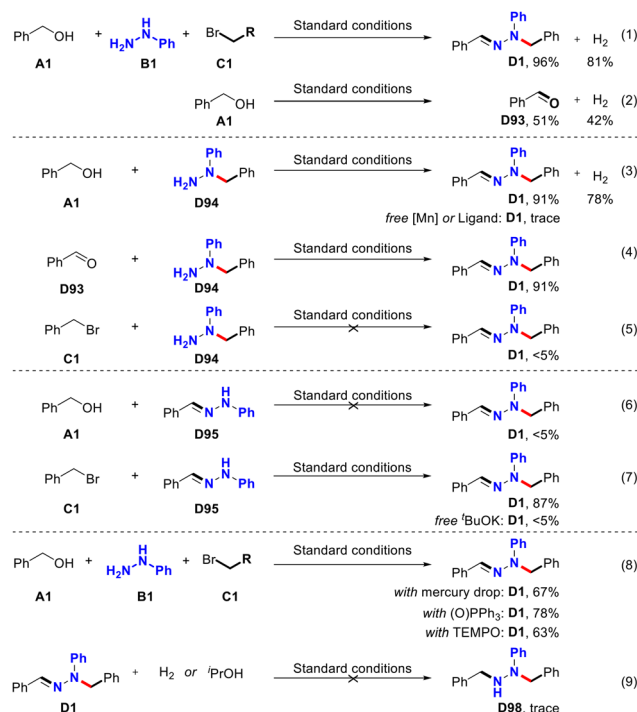 Ph OH + H₂N N H Ph + Br R Standard conditions Ph N N Ph Ph + H₂ (1)
A1 B1 C1 D1, 96% 81%
Ph OH Standard conditions Ph O + H₂ (2)
A1 D93, 51% 42%
Ph OH + H₂N N Ph Ph Standard conditions Ph N N Ph Ph + H₂ (3)
A1 D94 D1, 91% 78%
free [Mn] or Ligand: D1, trace
Ph O + H₂N N Ph Ph Standard conditions Ph N N Ph Ph (4)
D93 D94 D1, 91%
Ph Br + H₂N N Ph Ph Standard conditions Ph N N Ph Ph (5)
C1 D94 D1, <5%
Ph OH + Ph N N H Ph Standard conditions Ph N N Ph Ph (6)
A1 D95 D1, <5%
Ph Br + Ph N N H Ph Standard conditions Ph N N Ph Ph (7)
C1 D95 D1, 87%
free ᵗBuOK: D1, <5%
Ph OH + H₂N N H Ph + Br R Standard conditions Ph N N Ph Ph (8)
A1 B1 C1 with mercury drop: D1, 67%
with (O)PPh₃: D1, 78%
with TEMPO: D1, 63%
Ph N N Ph Ph + H₂ or ⁱPrOH Standard conditions Ph N H N Ph Ph (9)
D1 D98, trace